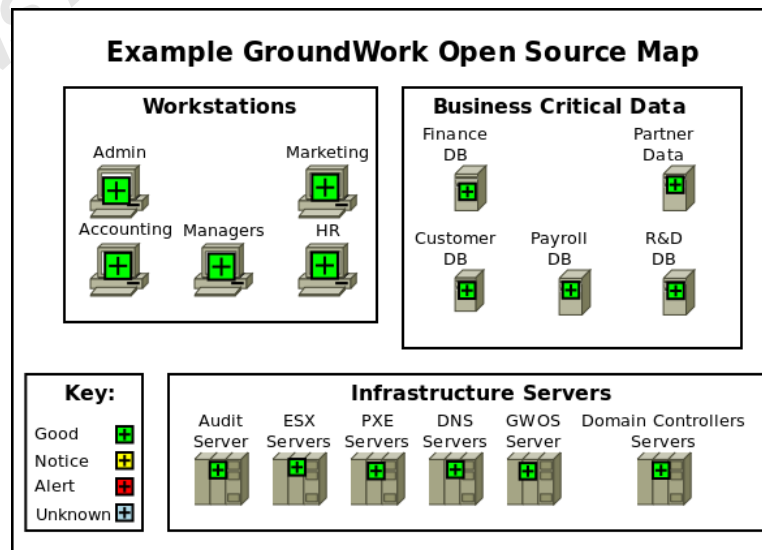 Example GroundWork Open Source Map
Workstations
Admin
Marketing
Accounting
Managers
HR
Business Critical Data
Finance
DB
Partner
Data
Customer
DB
Payroll
DB
R&D
DB
Key:
Good
Notice
Alert
Unknown
Infrastructure Servers
Audit
Server
ESX
Servers
PXE
Servers
DNS
Servers
GWOS
Server
Domain Controllers
Servers